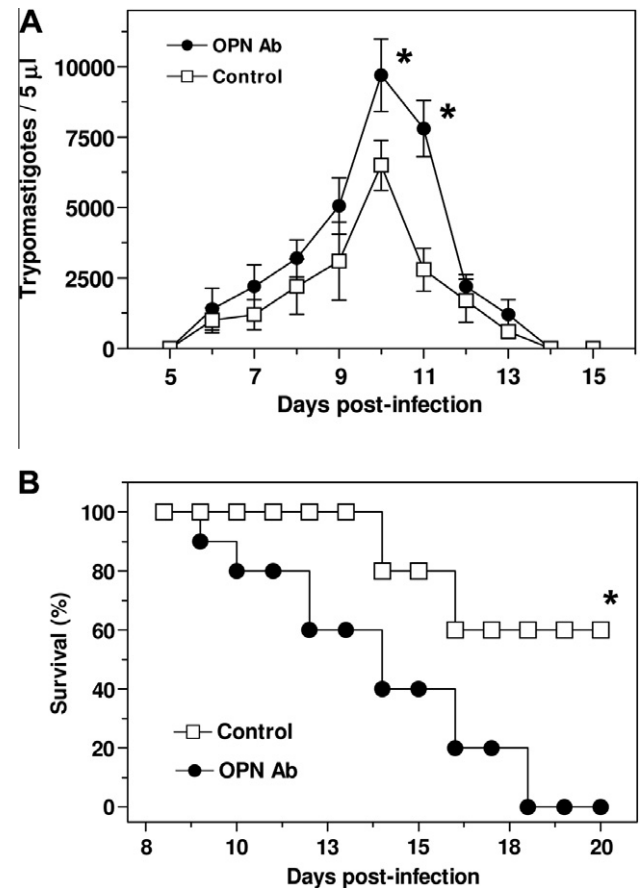 A
OPN Ab
Control
*
*
10000
7500
5000
2500
0
Trypomastigotes / 5 µl
5 7 9 11 13 15
Days post-infection
B
100
80
60
40
20
0
Survival (%)
*
Control
OPN Ab
8 10 13 15 18 20
Days post-infection